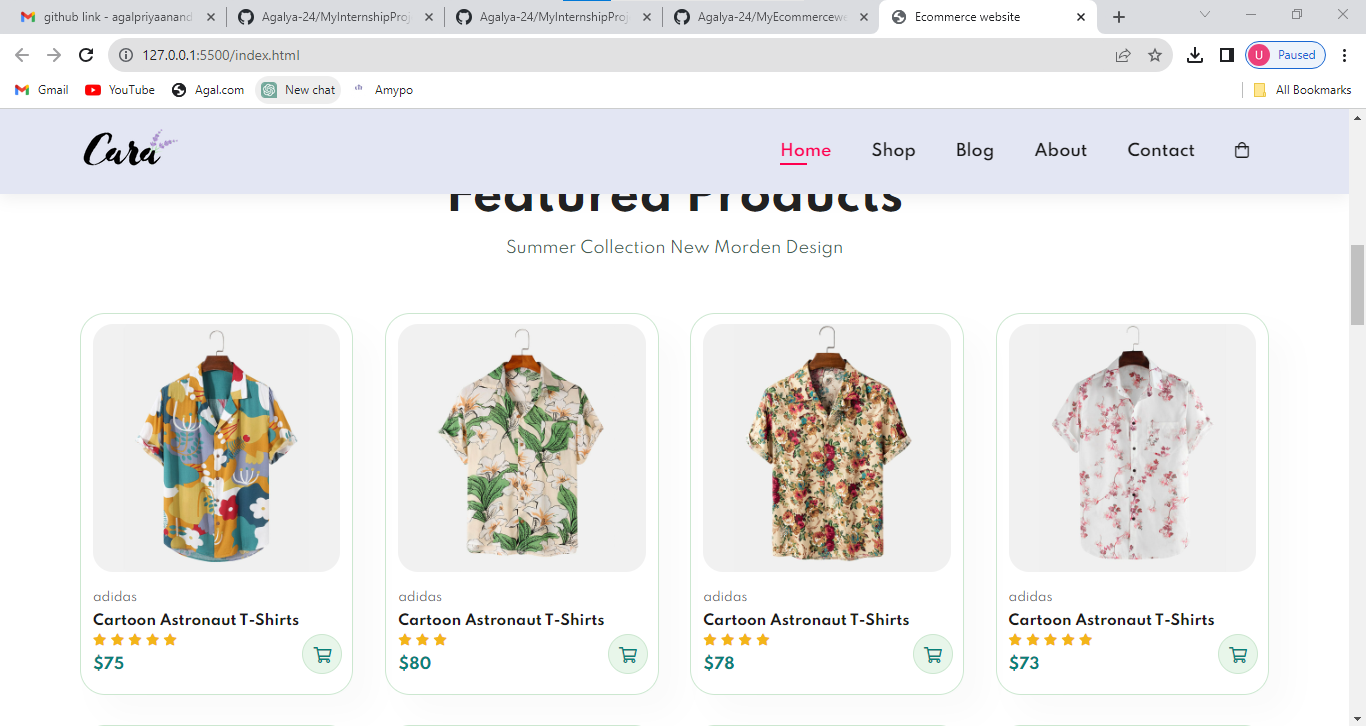 github link - agalpriyaanand
Agalya-24/MyInternshipProj
Agalya-24/MyInternshipProj
Agalya-24/MyEcommercewe
Ecommerce website
127.0.0.1:5500/index.html
U Paused
Gmail YouTube Agal.com New chat Amypo All Bookmarks
Cara Home Shop Blog About Contact
Featured Products
Summer Collection New Morden Design
adidas
Cartoon Astronaut T-Shirts
$75
adidas
Cartoon Astronaut T-Shirts
$80
adidas
Cartoon Astronaut T-Shirts
$78
adidas
Cartoon Astronaut T-Shirts
$73